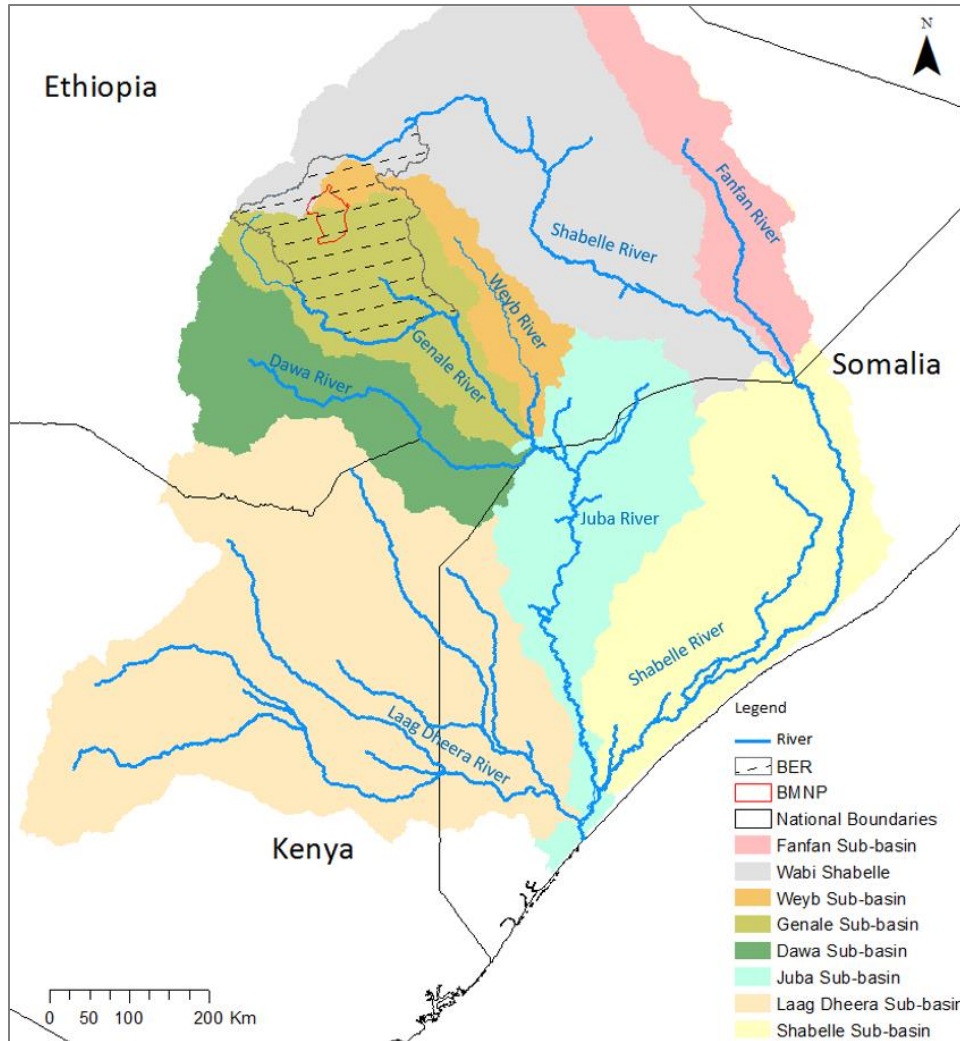 N
Ethiopia
Fanfan River
Shabelle River
Weyb River
Genale River
Dawa River
Somalia
Juba River
Shabelle River
Laag Dheera River
Kenya
Legend
River
BER
BMNP
National Boundaries
Fanfan Sub-basin
Wabi Shabelle
Weyb Sub-basin
Genale Sub-basin
Dawa Sub-basin
Juba Sub-basin
Laag Dheera Sub-basin
Shabelle Sub-basin
0 50 100 200 Km